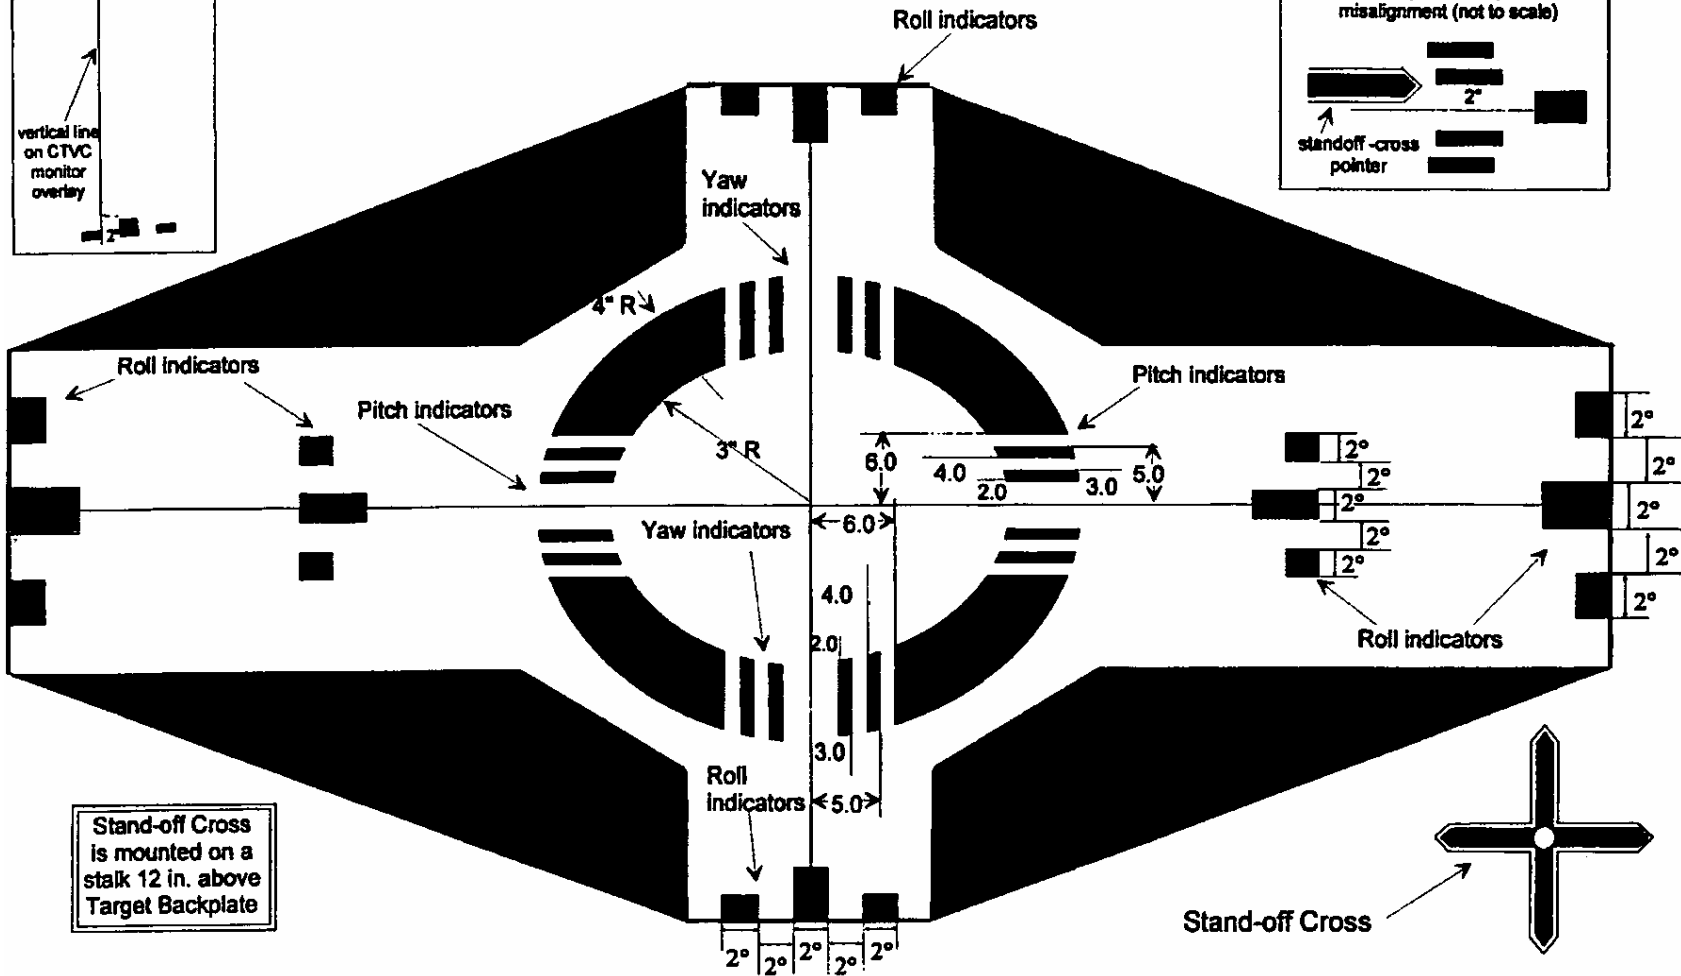 Roll indicators
misalignment (not to scale)
2°
standoff-cross
pointer
vertical line
on CTVC
monitor
overlay
2°
Yaw
indicators
4" R
Roll indicators
Pitch indicators
Pitch indicators
3" R
6.0
4.0
2.0
3.0
5.0
6.0
2°
2°
2°
2°
2°
2°
2°
2°
2°
2°
Yaw indicators
4.0
2.0
3.0
5.0
Roll indicators
Roll
indicators
2°
2°
2°
2°
2°
Stand-off Cross
is mounted on a
stalk 12 in. above
Target Backplate
Stand-off Cross